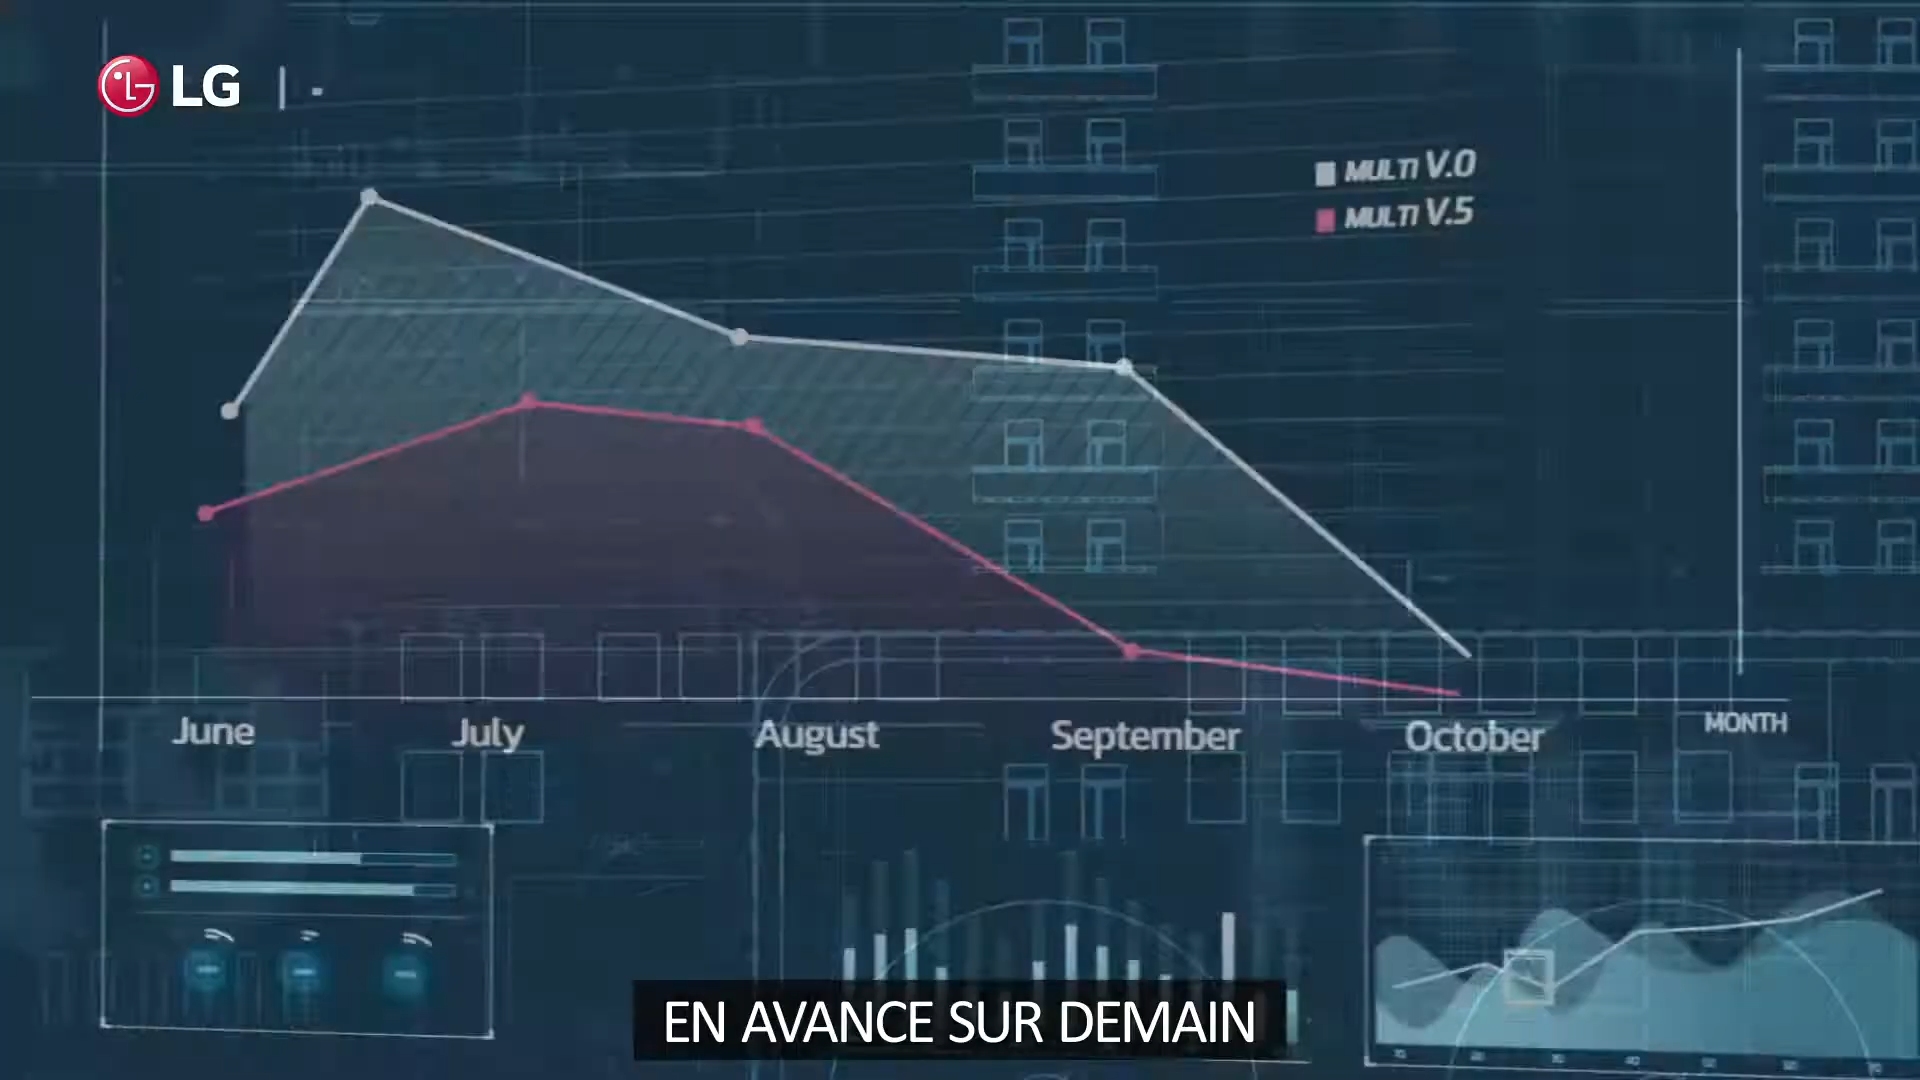 LG
MULTI V.0
MULTI V.5
June July August September October MONTH
EN AVANCE SUR DEMAIN